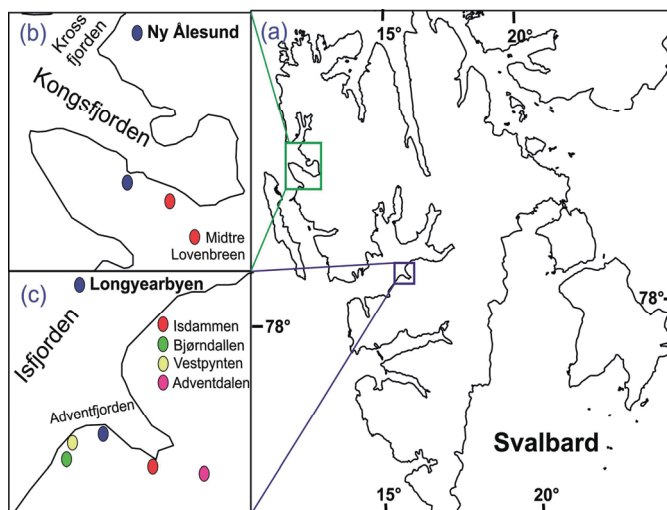 (b)
Kross
fjorden
Ny Ålesund
Kongsfjorden
Midtre
Lovenbreen
(c)
Longyearbyen
Isfjorden
Isdammen
Bjørndallen
Vestpynten
Adventdalen
Adventfjorden
(a)
15°
20°
78°
78°
Svalbard
15°
20°